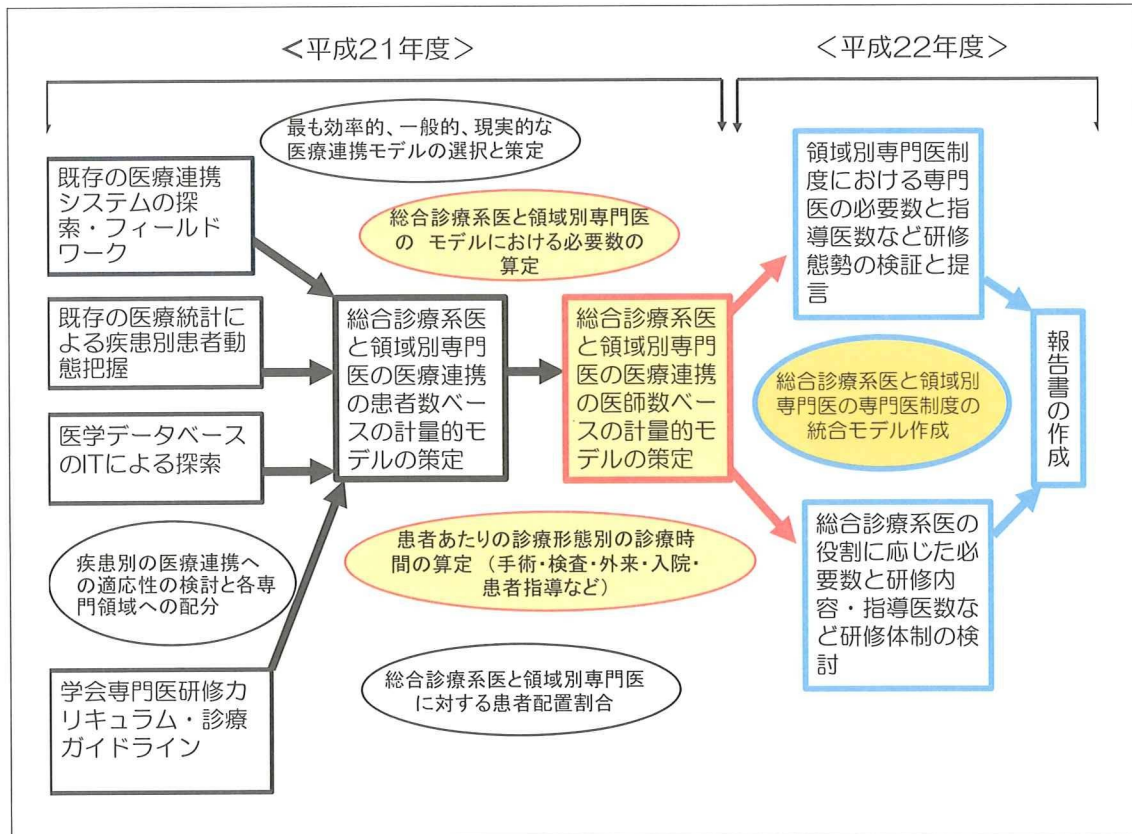 ＜平成21年度＞
＜平成22年度＞
最も効率的、一般的、現実的な
医療連携モデルの選択と策定
既存の医療連携
システムの探
索・フィールド
ワーク
総合診療系医と領域別専門医
の モデルにおける必要数の
算定
領域別専門医制
度における専門
医の必要数と指
導医数など研修
態勢の検証と提
言
既存の医療統計に
よる疾患別患者動
態把握
総合診療系医
と領域別専門
医の医療連携
の患者数ベー
スの計量的モ
デルの策定
総合診療系医
と領域別専門
医の医療連携
の医師数ベー
スの計量的モ
デルの策定
総合診療系医と領域別
専門医の専門医制度の
統合モデル作成
報告書の作成
医学データベース
のITによる探索
疾患別の医療連携へ
の適応性の検討と各専
門領域への配分
患者あたりの診療形態別の診療時
間の算定 （手術・検査・外来・入院・
患者指導など）
総合診療系医の
役割に応じた必
要数と研修内
容・指導医数な
ど研修体制の検
討
学会専門医研修カ
リキュラム・診療
ガイドライン
総合診療系医と領域別専門医
に対する患者配置割合